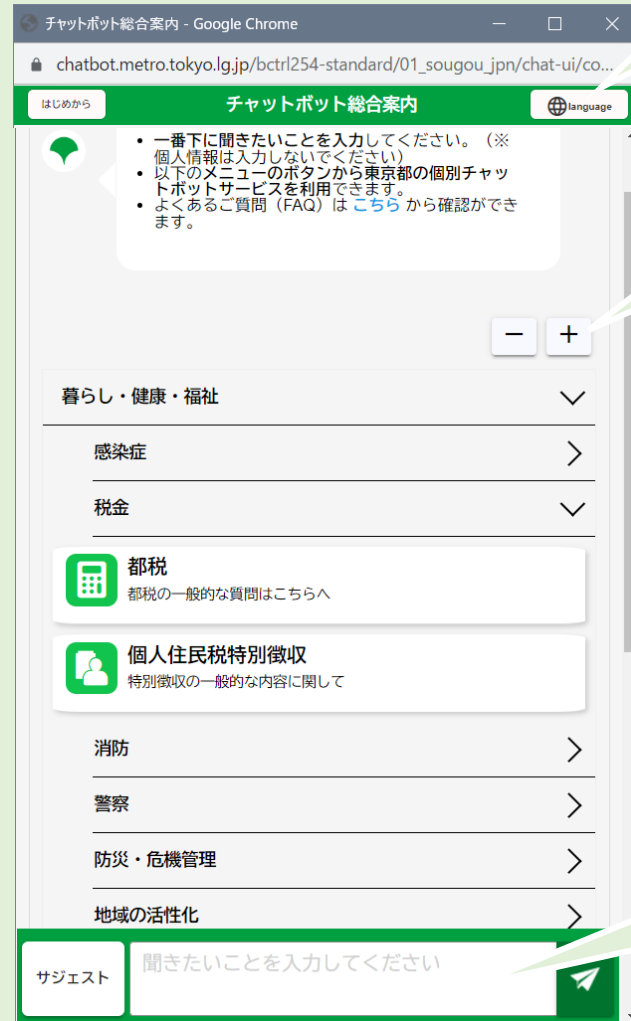 チャットボット総合案内 - Google Chrome
chatbot.metro.tokyo.lg.jp/bctrl254-standard/01_sougou_jpn/chat-ui/co...
はじめから
チャットボット総合案内
language
• 一番下に聞きたいことを入力してください。（※
個人情報は入力しないでください）
• 以下のメニューのボタンから東京都の個別チャッ
トボットサービスを利用できます。
• よくあるご質問（FAQ）は こちら から確認ができ
ます。
− +
暮らし・健康・福祉
感染症
税金
都税
都税の一般的な質問はこちらへ
個人住民税特別徴収
特別徴収の一般的な内容に関して
消防
警察
防災・危機管理
地域の活性化
サジェスト
聞きたいことを入力してください